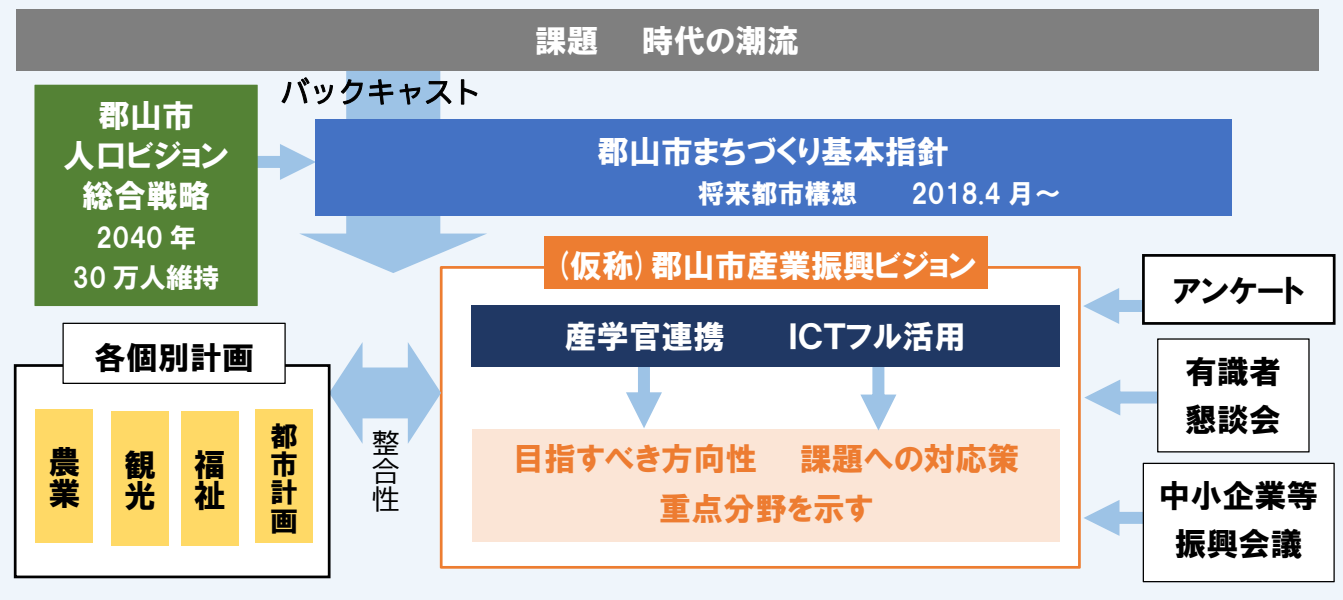 課題　時代の潮流
バックキャスト
郡山市
人口ビジョン
総合戦略
2040 年
30 万人維持
郡山市まちづくり基本指針
将来都市構想　2018.4 月～
(仮称) 郡山市産業振興ビジョン
産学官連携　ICTフル活用
目指すべき方向性　課題への対応策
重点分野を示す
各個別計画
農業
観光
福祉
都市計画
整合性
アンケート
有識者
懇談会
中小企業等
振興会議